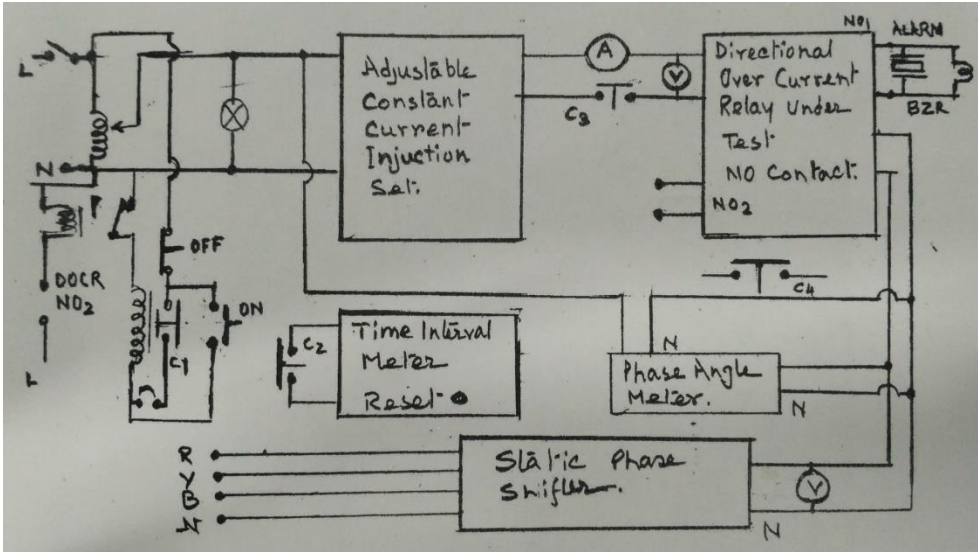 L
N
DOCR
NO2
L
OFF
ON
C1
Adjustable
Constant
Current
Injuction
Set.
A
V
C3
NO1
Directional
Over Current
Relay Under
Test
NO Contact.
NO2
ALARM
BZR
C4
C2
Time Interval
Meter
Reset
N
Phase Angle
Meter.
N
R
Y
B
N
Static Phase
Shifter.
V
N